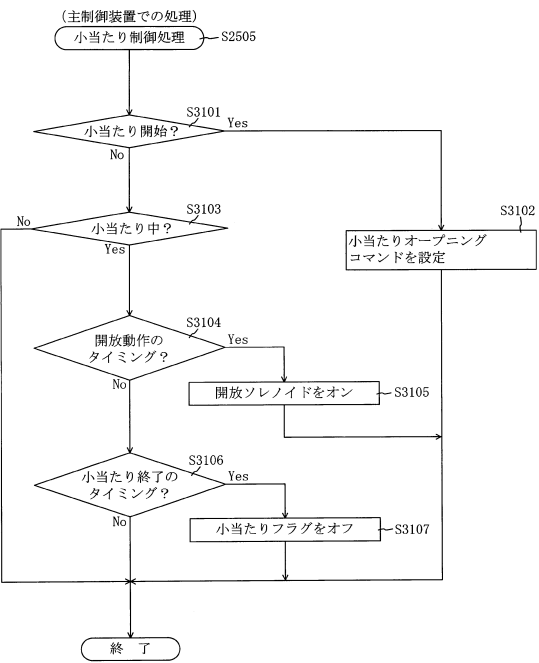 (主制御装置での処理)
小当たり制御処理
S2505
S3101
小当たり開始?
Yes
No
S3103
小当たり中?
No
Yes
S3102
小当たりオープニング
コマンドを設定
S3104
開放動作の
タイミング?
Yes
No
開放ソレノイドをオン
S3105
S3106
小当たり終了の
タイミング?
Yes
No
小当たりフラグをオフ
S3107
終 了